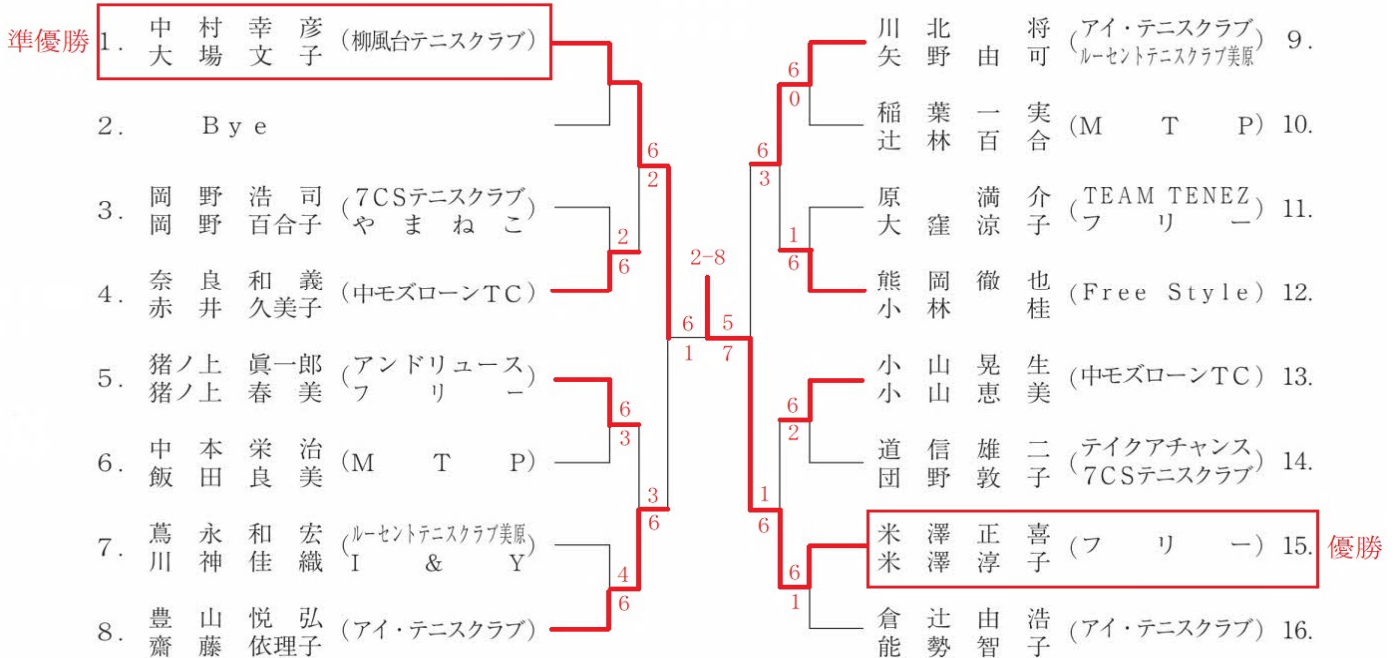 準優勝
1. 中村幸彦 (柳風台テニスクラブ)
大場文子
2. Bye
3. 岡野浩司 (7CSテニスクラブ
岡野百合子 やまねこ)
4. 奈良和義 (中モズローンTC)
赤井久美子
5. 猪ノ上眞一郎 (アンドリュース
猪ノ上春美 フリー)
6. 中本栄治 (MTP)
飯田良美
7. 蔦永和宏 (ルーセントテニスクラブ美原
川神佳織 I&Y)
8. 豊山悦弘 (アイ・テニスクラブ)
齋藤依理子
6
2
2
6
6
3
3
6
4
6
6
1
2-8
5
7
6
0
6
3
1
6
6
2
1
6
6
1
川北将 (アイ・テニスクラブ
矢野由可 ルーセントテニスクラブ美原) 9.
稲葉一実 (MTP) 10.
辻林百合
原満介 (TEAM TENEZ
大窪涼子 フリー) 11.
熊岡徹也 (Free Style) 12.
小林桂
小山晃生 (中モズローンTC) 13.
小山恵美
道信雄二 (テイクアチャンス
団野敦子 7CSテニスクラブ) 14.
米澤正喜 (フリー) 15.
米澤淳子
優勝
倉辻由浩 (アイ・テニスクラブ) 16.
能勢智子